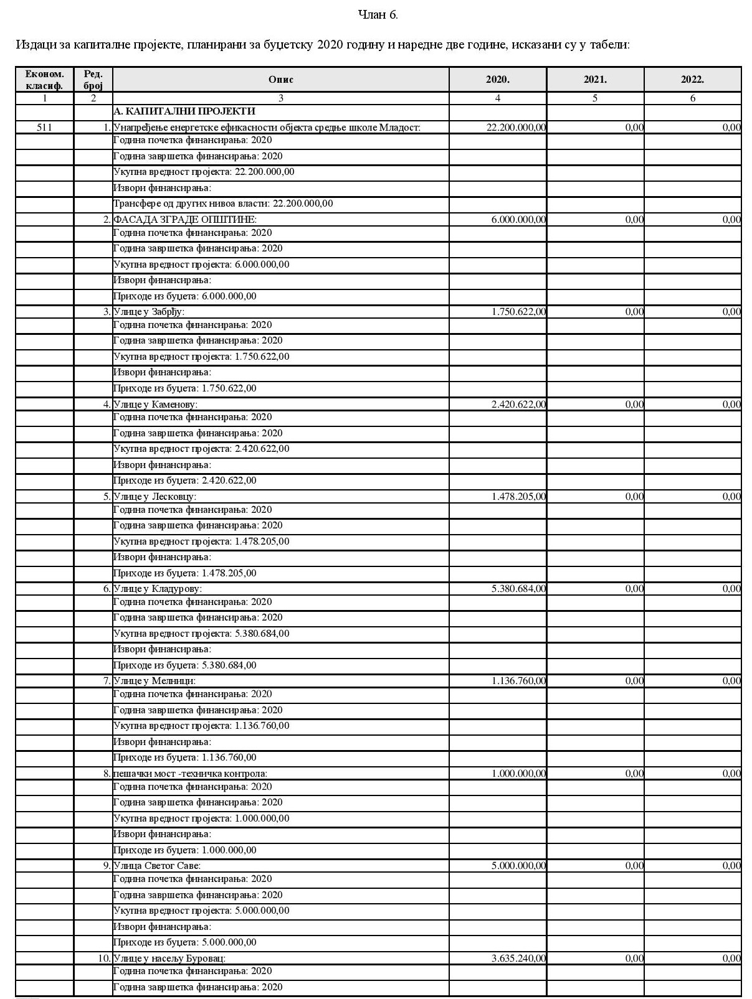 Члан 6.
Издаци за капиталне пројекте, планирани за буџетску 2020 годину и наредне две године, исказани су у табели:
Економ. класиф. Ред. број Опис 2020. 2021. 2022.
1 2 3 4 5 6
А. КАПИТАЛНИ ПРОЈЕКТИ
511 1. Унапређење енергетске ефикасности објекта средње школе Младост: 22.200.000,00 0,00 0,00
Година почетка финансирања: 2020
Година завршетка финансирања: 2020
Укупна вредност пројекта: 22.200.000,00
Извори финансирања:
Трансфере од других нивоа власти: 22.200.000,00
2. ФАСАДА ЗГРАДЕ ОПШТИНЕ: 6.000.000,00 0,00 0,00
Година почетка финансирања: 2020
Година завршетка финансирања: 2020
Укупна вредност пројекта: 6.000.000,00
Извори финансирања:
Приходе из буџета: 6.000.000,00
3. Улице у Забрђу: 1.750.622,00 0,00 0,00
Година почетка финансирања: 2020
Година завршетка финансирања: 2020
Укупна вредност пројекта: 1.750.622,00
Извори финансирања:
Приходе из буџета: 1.750.622,00
4. Улице у Каменову: 2.420.622,00 0,00 0,00
Година почетка финансирања: 2020
Година завршетка финансирања: 2020
Укупна вредност пројекта: 2.420.622,00
Извори финансирања:
Приходе из буџета: 2.420.622,00
5. Улице у Лесковцу: 1.478.205,00 0,00 0,00
Година почетка финансирања: 2020
Година завршетка финансирања: 2020
Укупна вредност пројекта: 1.478.205,00
Извори финансирања:
Приходе из буџета: 1.478.205,00
6. Улице у Кладурову: 5.380.684,00 0,00 0,00
Година почетка финансирања: 2020
Година завршетка финансирања: 2020
Укупна вредност пројекта: 5.380.684,00
Извори финансирања:
Приходе из буџета: 5.380.684,00
7. Улице у Мелници: 1.136.760,00 0,00 0,00
Година почетка финансирања: 2020
Година завршетка финансирања: 2020
Укупна вредност пројекта: 1.136.760,00
Извори финансирања:
Приходе из буџета: 1.136.760,00
8. пешачки мост -техничка контрола: 1.000.000,00 0,00 0,00
Година почетка финансирања: 2020
Година завршетка финансирања: 2020
Укупна вредност пројекта: 1.000.000,00
Извори финансирања:
Приходе из буџета: 1.000.000,00
9. Улица Светог Саве: 5.000.000,00 0,00 0,00
Година почетка финансирања: 2020
Година завршетка финансирања: 2020
Укупна вредност пројекта: 5.000.000,00
Извори финансирања:
Приходе из буџета: 5.000.000,00
10. Улице у насељу Буровац: 3.635.240,00 0,00 0,00
Година почетка финансирања: 2020
Година завршетка финансирања: 2020